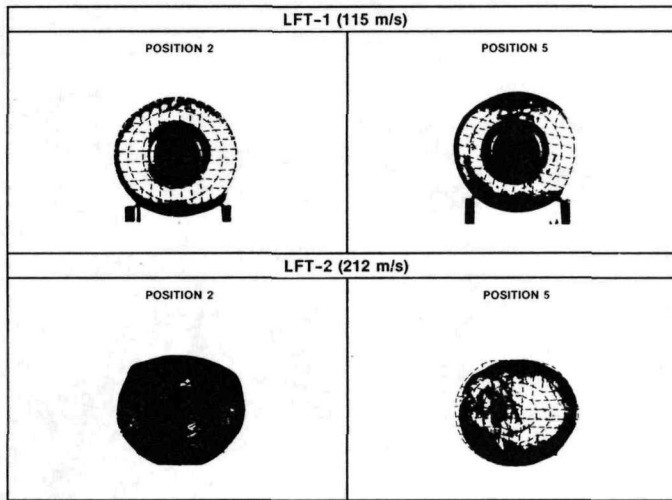 LFT-1 (115 m/s)
POSITION 2
POSITION 5
LFT-2 (212 m/s)
POSITION 2
POSITION 5